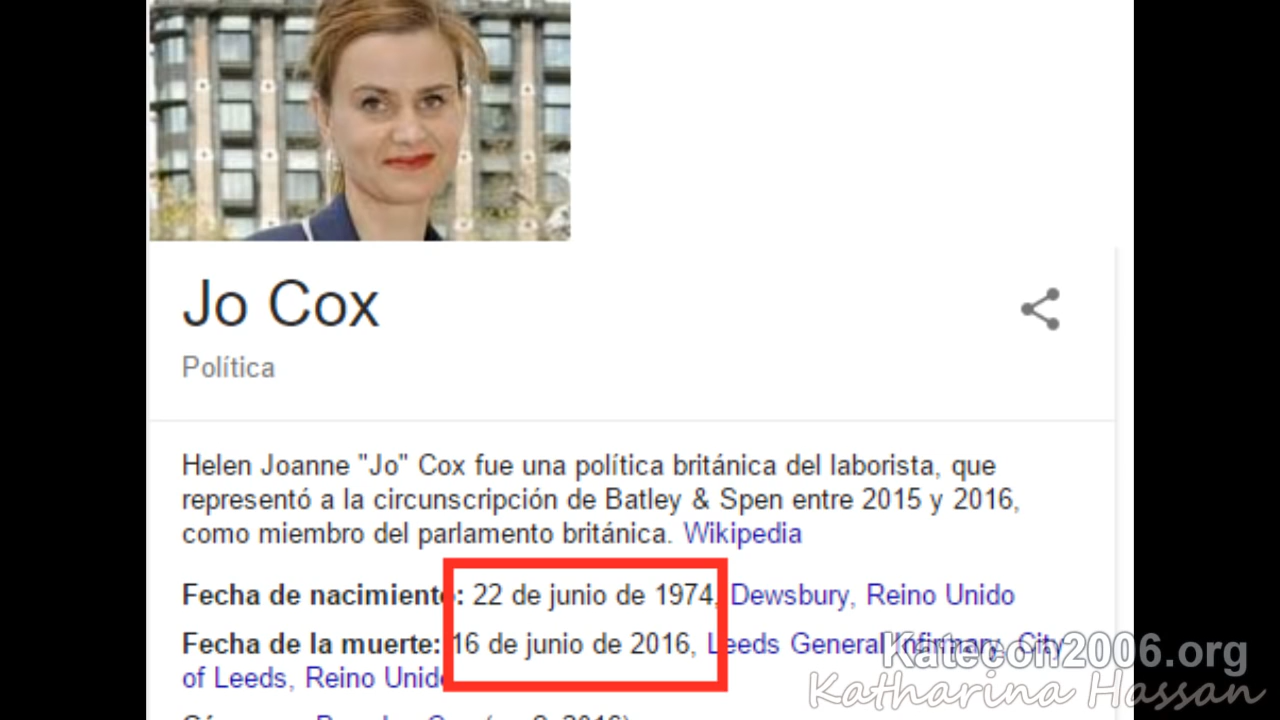 Jo Cox
Política
Helen Joanne "Jo" Cox fue una política británica del laborista, que
representó a la circunscripción de Batley & Spen entre 2015 y 2016,
como miembro del parlamento británica. Wikipedia
Fecha de nacimiento: 22 de junio de 1974, Dewsbury, Reino Unido
Fecha de la muerte: 16 de junio de 2016, Leeds General Infirmary, City
of Leeds, Reino Unido
Katecon2006.org
Katharina Hassan